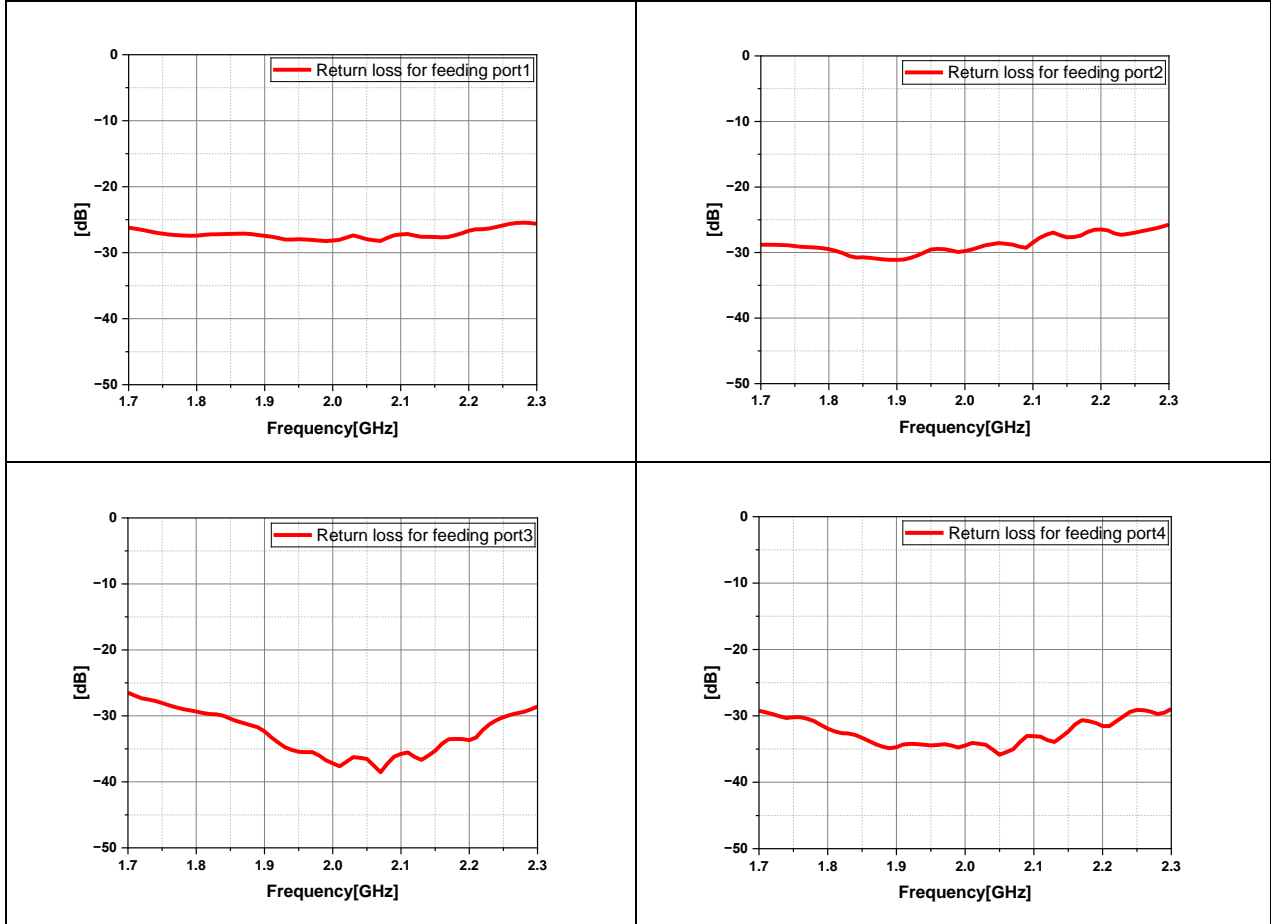 0
Return loss for feeding port1
−10
−20
[dB]
−30
−40
−50
1.7 1.8 1.9 2.0 2.1 2.2 2.3
Frequency[GHz]
0
Return loss for feeding port2
−10
−20
[dB]
−30
−40
−50
1.7 1.8 1.9 2.0 2.1 2.2 2.3
Frequency[GHz]
0
Return loss for feeding port3
−10
−20
[dB]
−30
−40
−50
1.7 1.8 1.9 2.0 2.1 2.2 2.3
Frequency[GHz]
0
Return loss for feeding port4
−10
−20
[dB]
−30
−40
−50
1.7 1.8 1.9 2.0 2.1 2.2 2.3
Frequency[GHz]